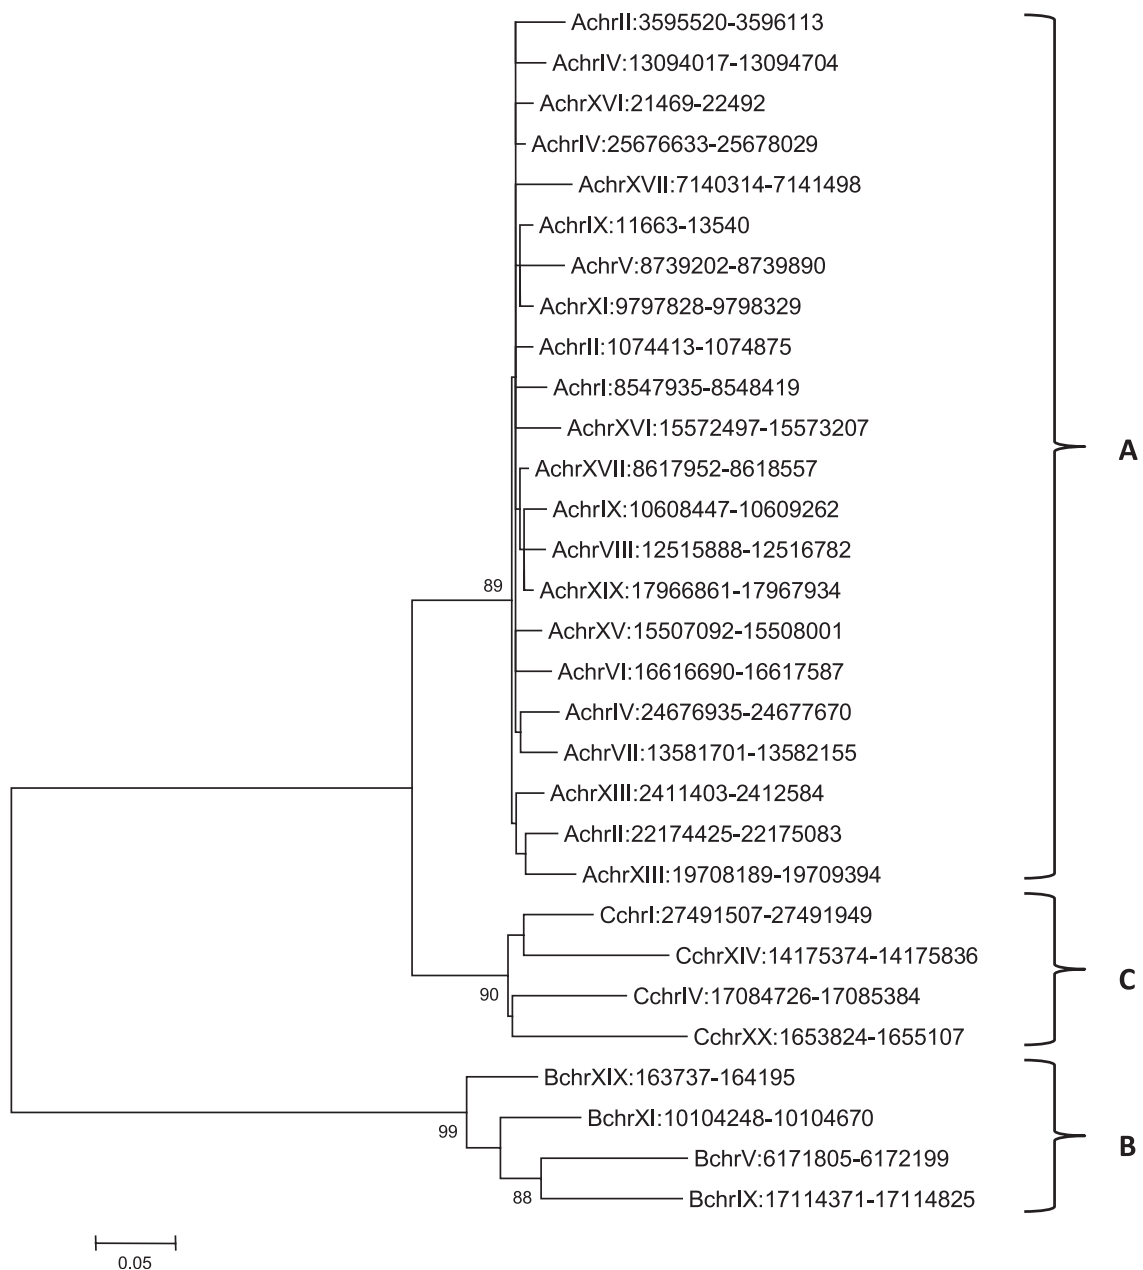 AchrII:3595520-3596113
AchrIV:13094017-13094704
AchrXVI:21469-22492
AchrIV:25676633-25678029
AchrXVII:7140314-7141498
AchrIX:11663-13540
AchrV:8739202-8739890
AchrXI:9797828-9798329
AchrII:1074413-1074875
AchrI:8547935-8548419
AchrXVI:15572497-15573207
A
AchrXVII:8617952-8618557
AchrIX:10608447-10609262
AchrVIII:12515888-12516782
89
AchrXIX:17966861-17967934
AchrXV:15507092-15508001
AchrVI:16616690-16617587
AchrIV:24676935-24677670
AchrVII:13581701-13582155
AchrXIII:2411403-2412584
AchrII:22174425-22175083
AchrXIII:19708189-19709394
CchrI:27491507-27491949
CchrXIV:14175374-14175836
C
90
CchrIV:17084726-17085384
CchrXX:1653824-1655107
BchrXIX:163737-164195
BchrXI:10104248-10104670
99
B
BchrV:6171805-6172199
88
BchrIX:17114371-17114825
0.05